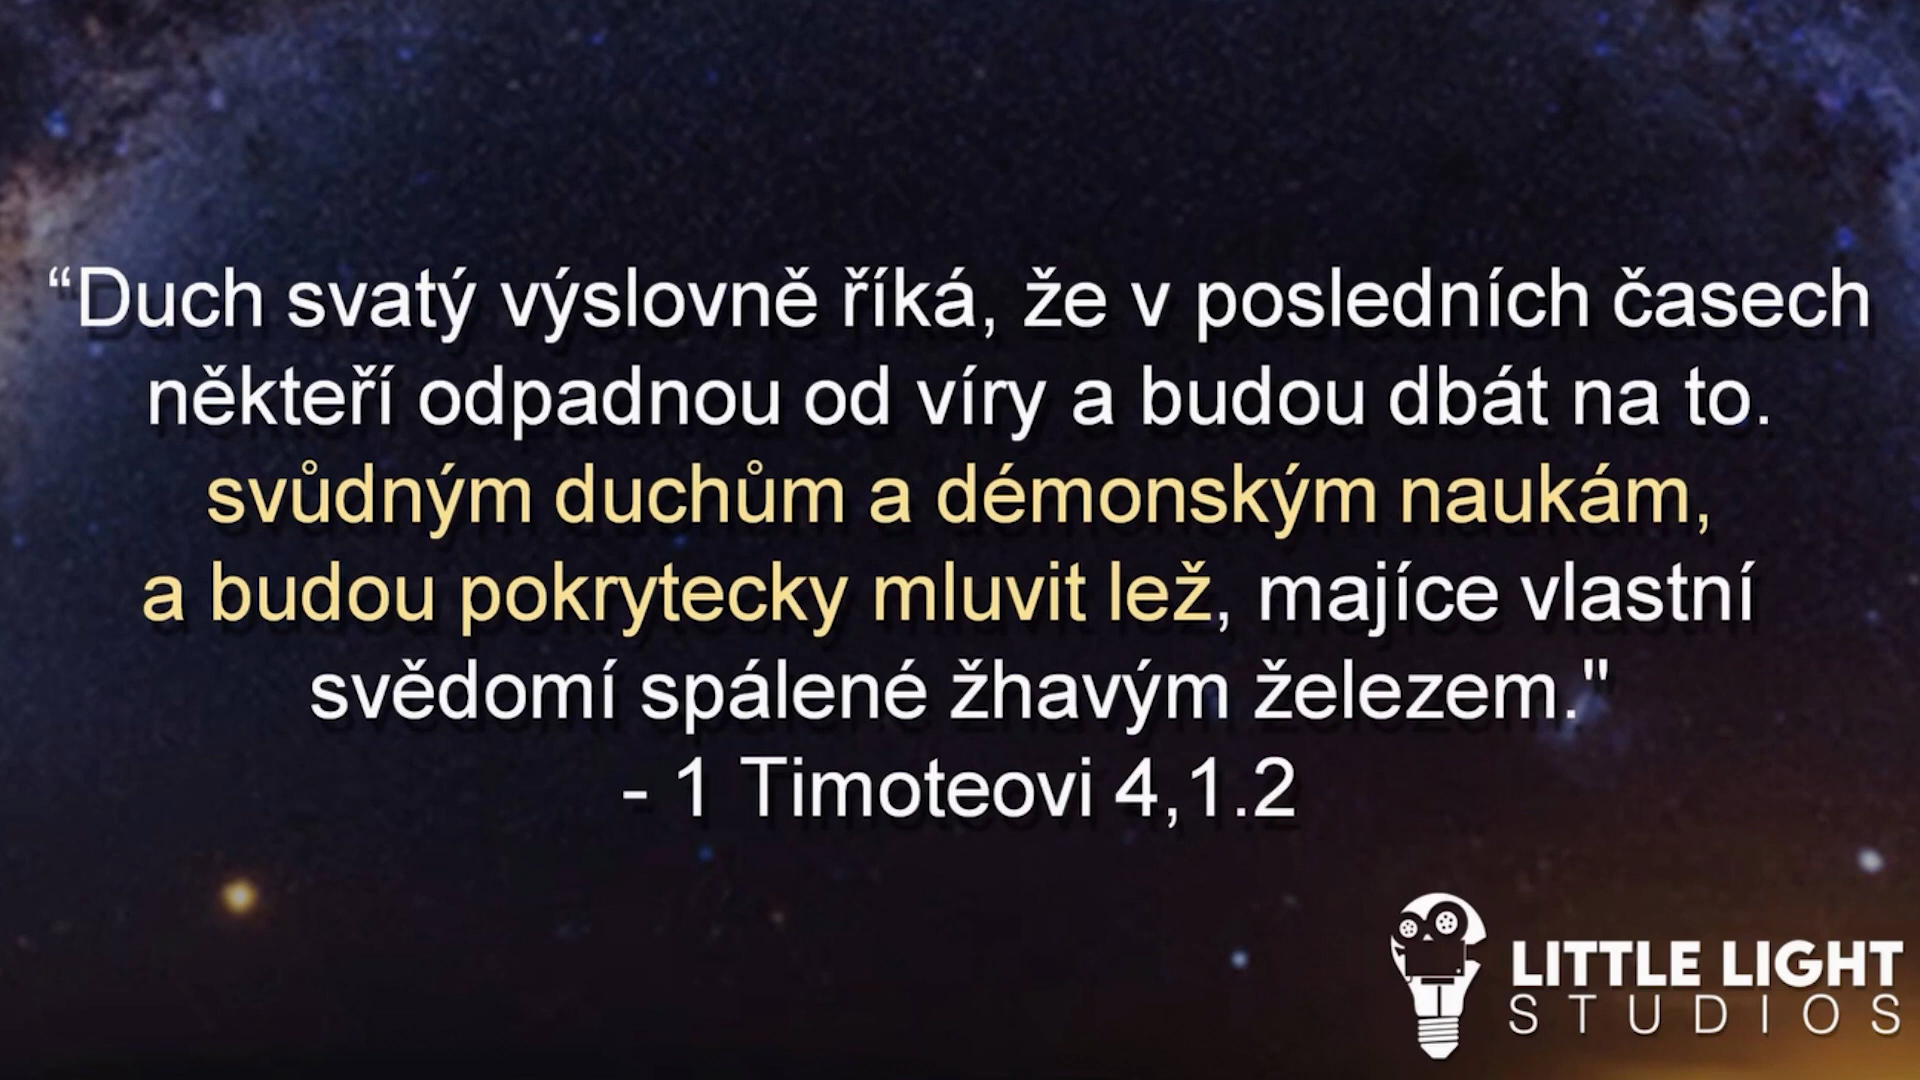 “Duch svatý výslovně říká, že v posledních časech
někteří odpadnou od víry a budou dbát na to.
svůdným duchům a démonským naukám,
a budou pokrytecky mluvit lež, majíce vlastní
svědomí spálené žhavým železem."
- 1 Timoteovi 4,1.2
LITTLE LIGHT
STUDIOS